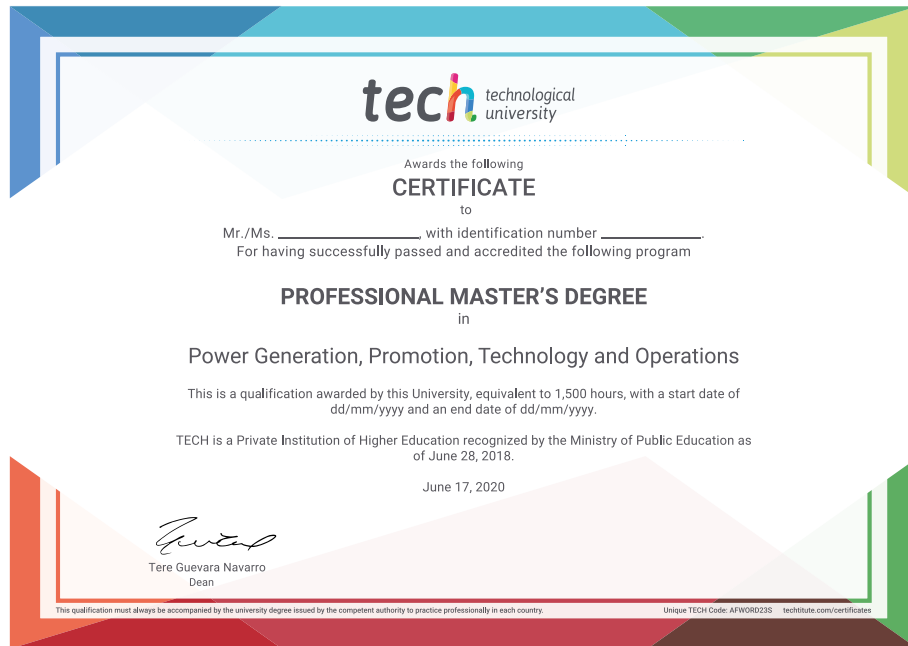 tech technological
university
Awards the following
CERTIFICATE
to
Mr./Ms. ____________________, with identification number ______________.
For having successfully passed and accredited the following program
PROFESSIONAL MASTER'S DEGREE
in
Power Generation, Promotion, Technology and Operations
This is a qualification awarded by this University, equivalent to 1,500 hours, with a start date of
dd/mm/yyyy and an end date of dd/mm/yyyy.
TECH is a Private Institution of Higher Education recognized by the Ministry of Public Education as
of June 28, 2018.
June 17, 2020
Tere Guevara Navarro
Dean
This qualification must always be accompanied by the university degree issued by the competent authority to practice professionally in each country. Unique TECH Code: AFWORD23S techtitute.com/certificates